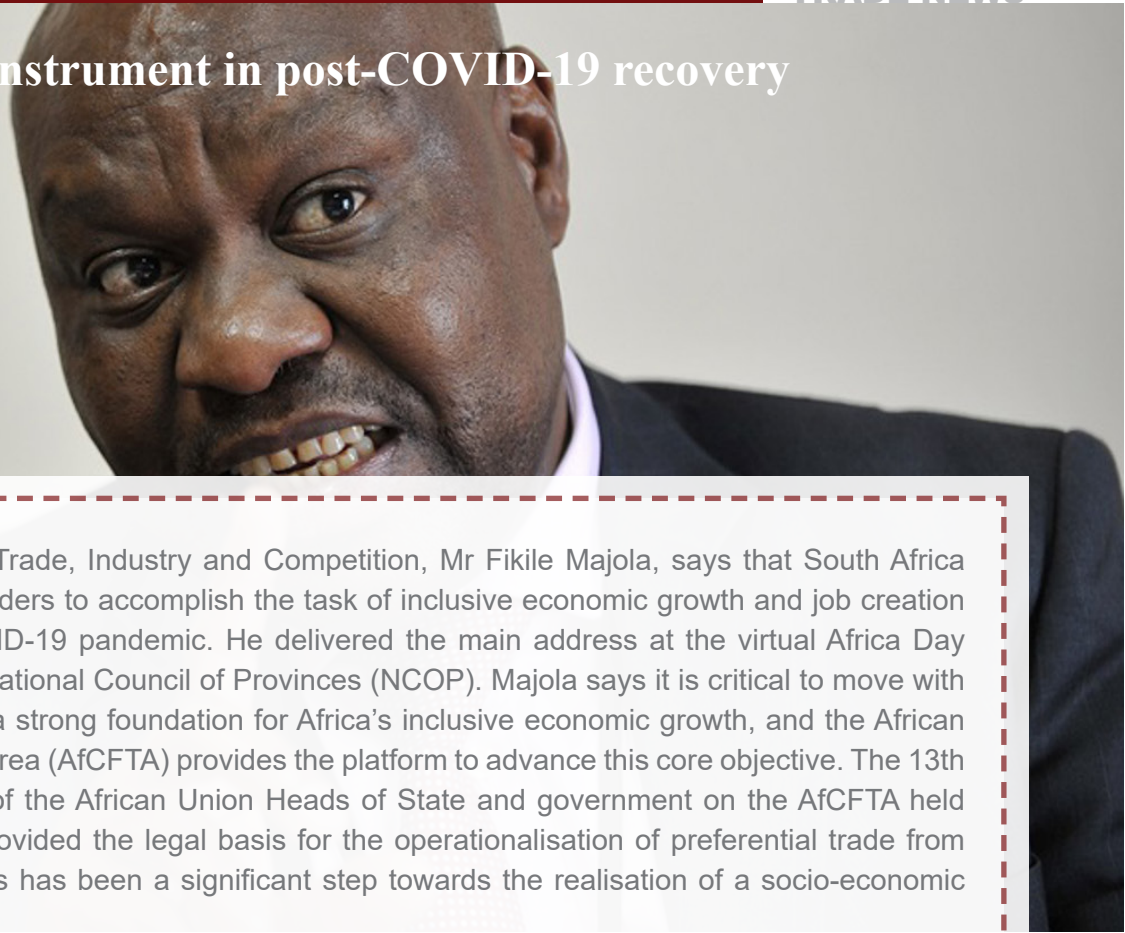 nstrument in post-COVID-19 recovery
Trade, Industry and Competition, Mr Fikile Majola, says that South Africa
ders to accomplish the task of inclusive economic growth and job creation
ID-19 pandemic. He delivered the main address at the virtual Africa Day
ational Council of Provinces (NCOP). Majola says it is critical to move with
a strong foundation for Africa’s inclusive economic growth, and the African
rea (AfCFTA) provides the platform to advance this core objective. The 13th
of the African Union Heads of State and government on the AfCFTA held
ovided the legal basis for the operationalisation of preferential trade from
s has been a significant step towards the realisation of a socio-economic